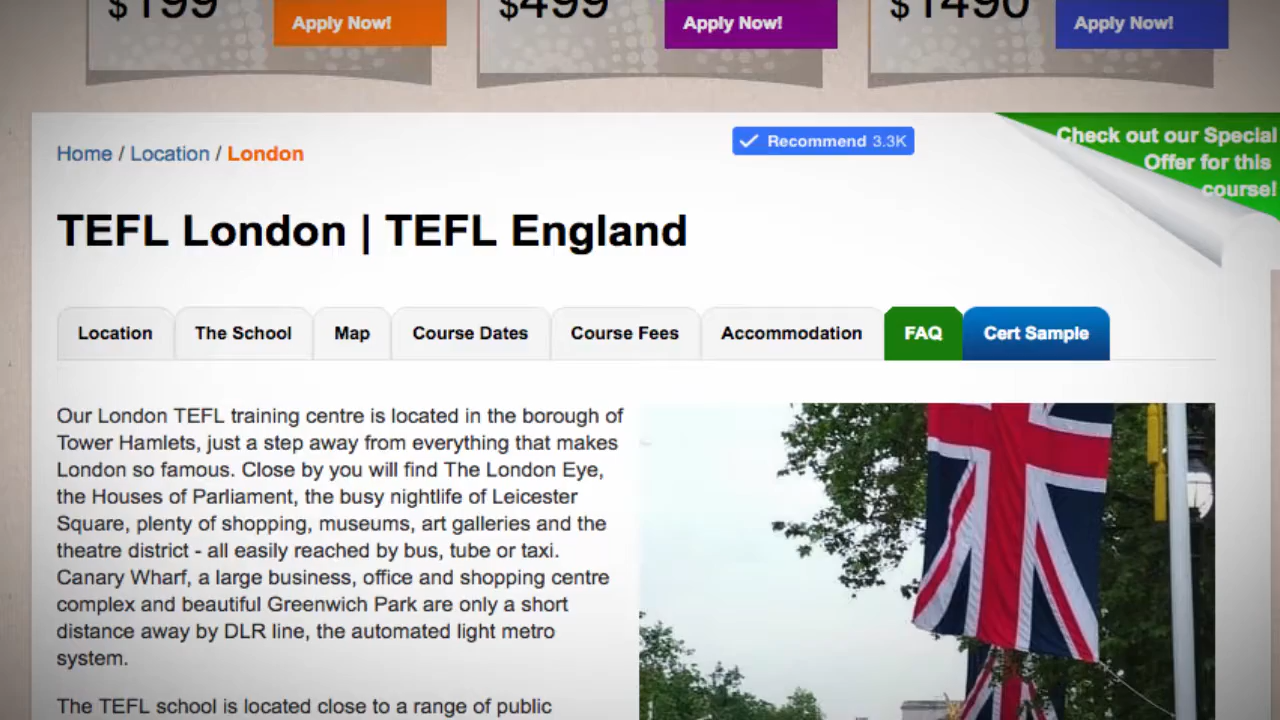 $199
Apply Now!
$499
Apply Now!
$1490
Apply Now!
Check out our Special
Offer for this
course!
Home / Location / London
Recommend 3.3K
TEFL London | TEFL England
Location
The School
Map
Course Dates
Course Fees
Accommodation
FAQ
Cert Sample
Our London TEFL training centre is located in the borough of
Tower Hamlets, just a step away from everything that makes
London so famous. Close by you will find The London Eye,
the Houses of Parliament, the busy nightlife of Leicester
Square, plenty of shopping, museums, art galleries and the
theatre district - all easily reached by bus, tube or taxi.
Canary Wharf, a large business, office and shopping centre
complex and beautiful Greenwich Park are only a short
distance away by DLR line, the automated light metro
system.
The TEFL school is located close to a range of public